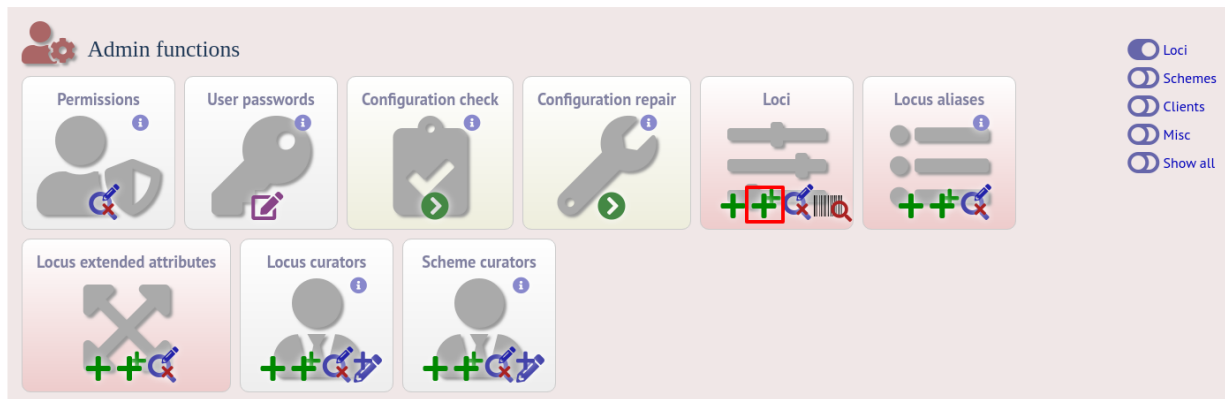 Admin functions
Loci
Schemes
Clients
Misc
Show all
Permissions
User passwords
Configuration check
Configuration repair
Loci
Locus aliases
Locus extended attributes
Locus curators
Scheme curators